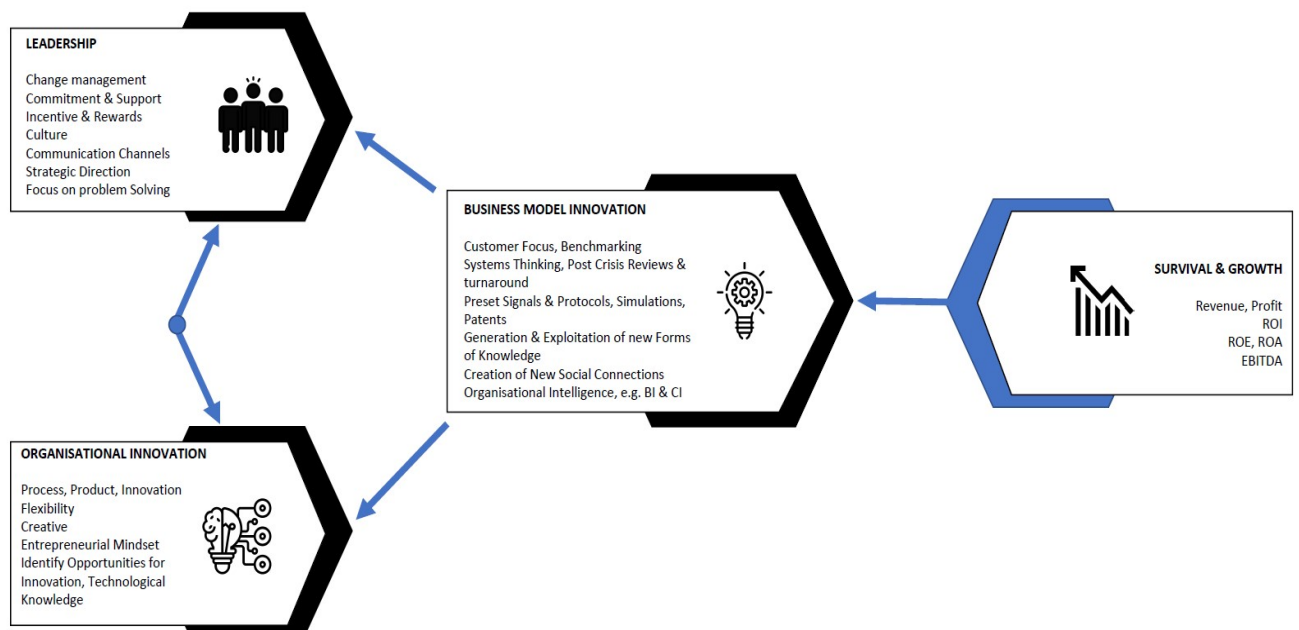 LEADERSHIP
Change management
Commitment & Support
Incentive & Rewards
Culture
Communication Channels
Strategic Direction
Focus on problem Solving
BUSINESS MODEL INNOVATION
Customer Focus, Benchmarking
Systems Thinking, Post Crisis Reviews &
turnaround
Preset Signals & Protocols, Simulations,
Patents
Generation & Exploitation of new Forms
of Knowledge
Creation of New Social Connections
Organisational Intelligence, e.g. BI & CI
SURVIVAL & GROWTH
Revenue, Profit
ROI
ROE, ROA
EBITDA
ORGANISATIONAL INNOVATION
Process, Product, Innovation
Flexibility
Creative
Entrepreneurial Mindset
Identify Opportunities for
Innovation, Technological
Knowledge